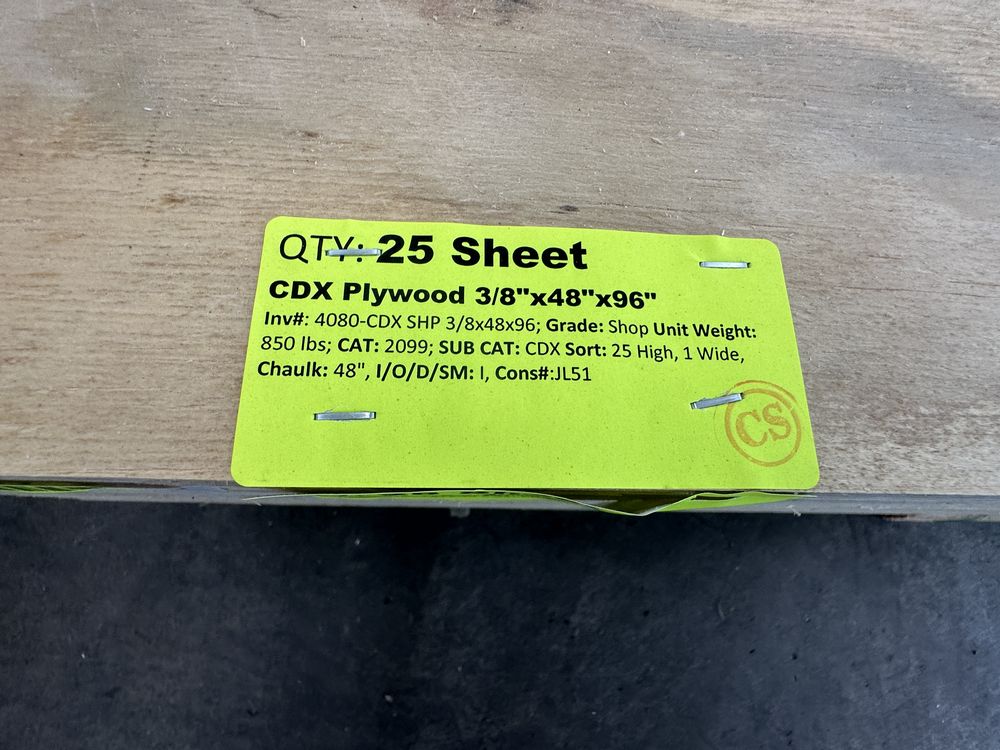 QTY: 25 Sheet
CDX Plywood 3/8"x48"x96"
Inv#: 4080-CDX SHP 3/8x48x96; Grade: Shop Unit Weight:
850 lbs; CAT: 2099; SUB CAT: CDX Sort: 25 High, 1 Wide,
Chaulk: 48", I/O/D/SM: I, Cons#:JL51
CS